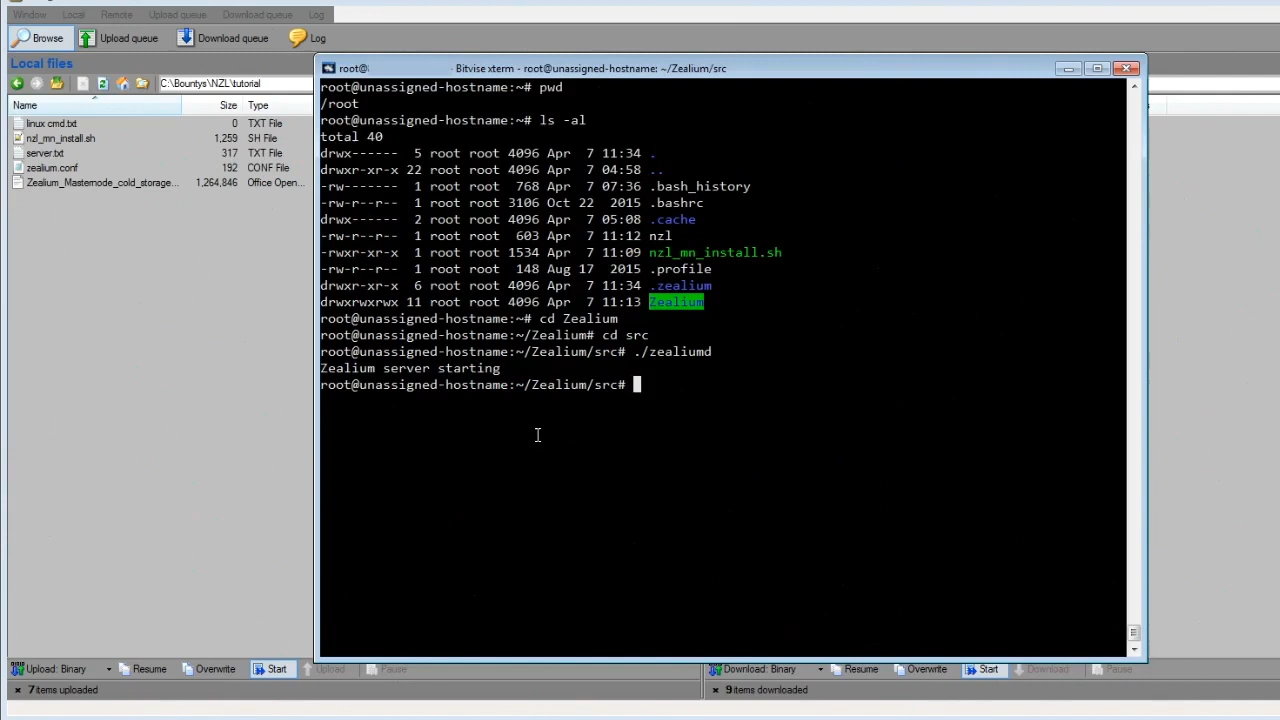 Window Local Remote Upload queue Download queue Log
Browse Upload queue Download queue Log
Local files
C:\Bountys\NZL\tutorial
Name Size Type
linux cmd.txt 0 TXT File
nzl_mn_install.sh 1,259 SH File
server.txt 317 TXT File
zealium.conf 192 CONF File
Zealium_Masternode_cold_storage... 1,264,846 Office Open...
root@ - Bitvise xterm - root@unassigned-hostname: ~/Zealium/src
root@unassigned-hostname:~# pwd
/root
root@unassigned-hostname:~# ls -al
total 40
drwx------ 5 root root 4096 Apr 7 11:34 .
drwxr-xr-x 22 root root 4096 Apr 7 04:58 ..
-rw------- 1 root root 768 Apr 7 07:36 .bash_history
-rw-r--r-- 1 root root 3106 Oct 22 2015 .bashrc
drwx------ 2 root root 4096 Apr 7 05:08 .cache
-rw-r--r-- 1 root root 603 Apr 7 11:12 nzl
-rwxr-xr-x 1 root root 1534 Apr 7 11:09 nzl_mn_install.sh
-rw-r--r-- 1 root root 148 Aug 17 2015 .profile
drwxr-xr-x 6 root root 4096 Apr 7 11:34 .zealium
drwxrwxrwx 11 root root 4096 Apr 7 11:13 Zealium
root@unassigned-hostname:~# cd Zealium
root@unassigned-hostname:~/Zealium# cd src
root@unassigned-hostname:~/Zealium/src# ./zealiumd
Zealium server starting
root@unassigned-hostname:~/Zealium/src#
Upload: Binary Resume Overwrite Start Upload Pause
Download: Binary Resume Overwrite Start Download Pause
7 items uploaded
9 items downloaded